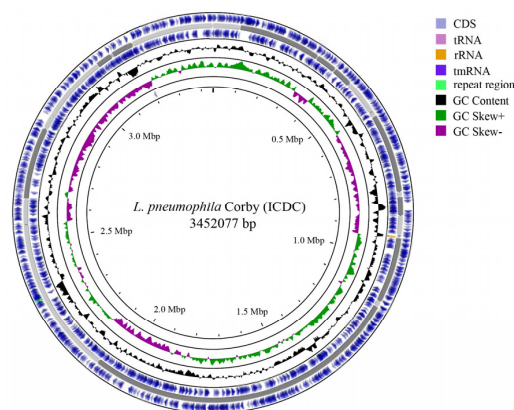 CDS
tRNA
rRNA
tmRNA
repeat region
GC Content
GC Skew+
GC Skew-
3.0 Mbp
0.5 Mbp
L. pneumophila Corby (ICDC)
3452077 bp
2.5 Mbp
1.0 Mbp
2.0 Mbp
1.5 Mbp